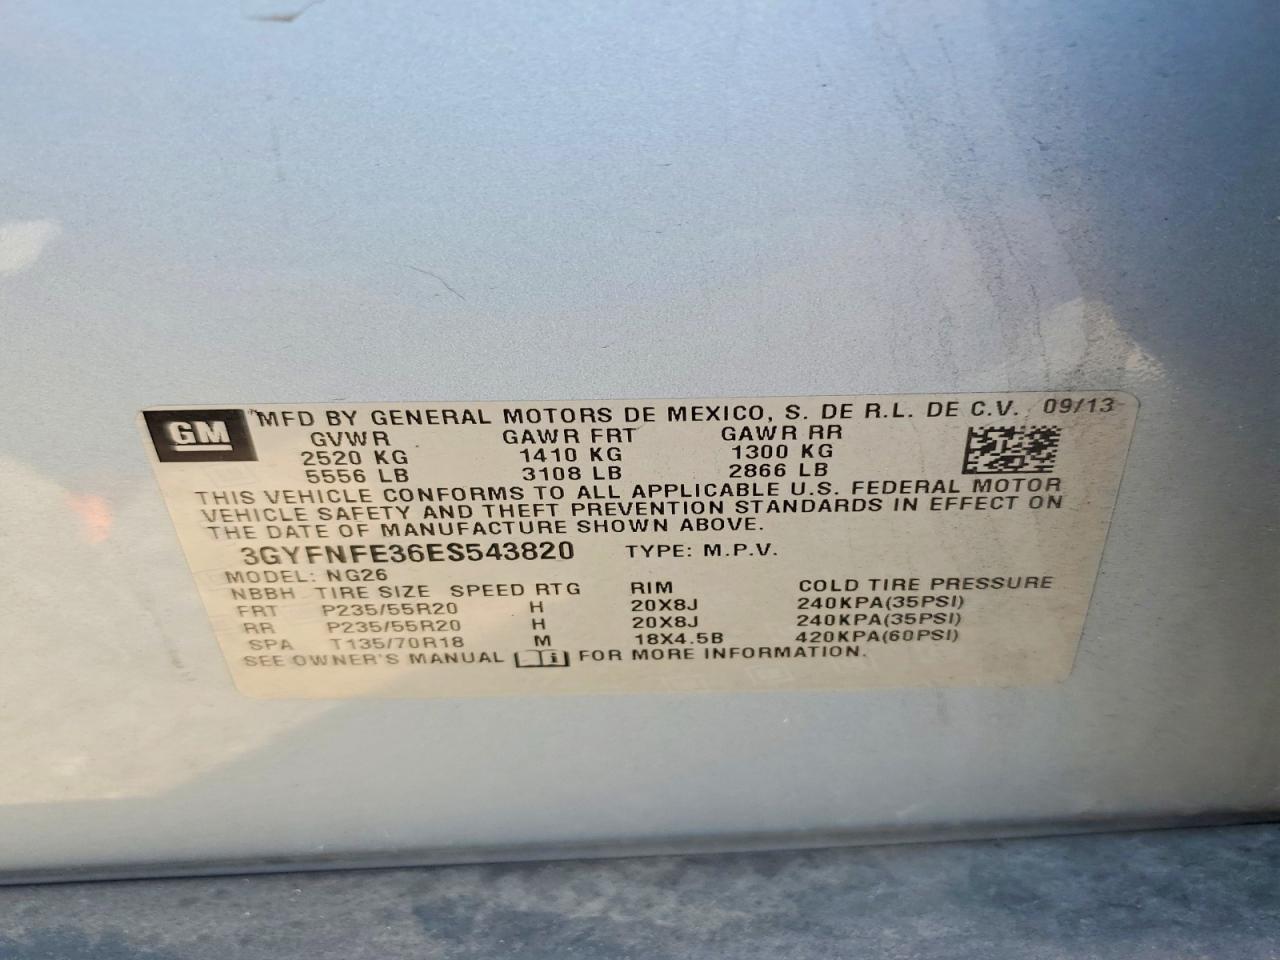 GM MFD BY GENERAL MOTORS DE MEXICO, S. DE R.L. DE C.V. 09/13
GVWR GAWR FRT GAWR RR
2520 KG 1410 KG 1300 KG
5556 LB 3108 LB 2866 LB
THIS VEHICLE CONFORMS TO ALL APPLICABLE U.S. FEDERAL MOTOR
VEHICLE SAFETY AND THEFT PREVENTION STANDARDS IN EFFECT ON
THE DATE OF MANUFACTURE SHOWN ABOVE.
3GYFNFE36ES543820 TYPE: M.P.V.
MODEL: NG26
NBBH TIRE SIZE SPEED RTG RIM COLD TIRE PRESSURE
FRT P235/55R20 H 20X8J 240KPA(35PSI)
RR P235/55R20 H 20X8J 240KPA(35PSI)
SPA T135/70R18 M 18X4.5B 420KPA(60PSI)
SEE OWNER'S MANUAL i FOR MORE INFORMATION.